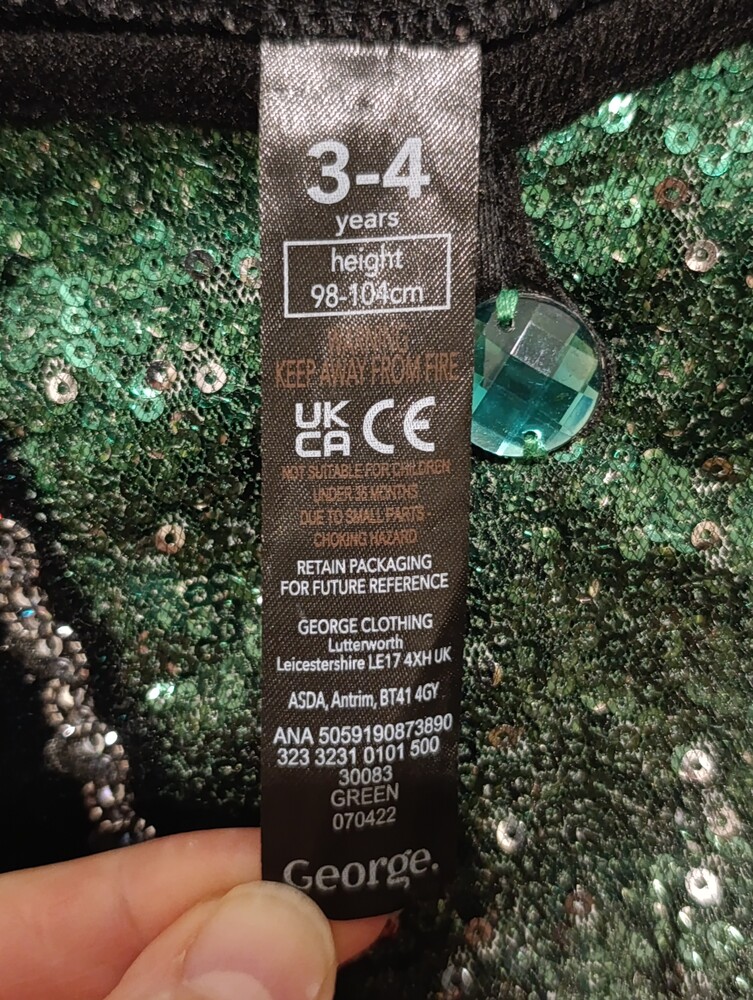 3-4
years
height
98-104cm
WARNING
KEEP AWAY FROM FIRE
UK
CA CE
NOT SUITABLE FOR CHILDREN
UNDER 36 MONTHS
DUE TO SMALL PARTS
CHOKING HAZARD
RETAIN PACKAGING
FOR FUTURE REFERENCE
GEORGE CLOTHING
Lutterworth
Leicestershire LE17 4XH UK
ASDA, Antrim, BT41 4GY
ANA 5059190873890
323 3231 0101 500
30083
GREEN
070422
George.